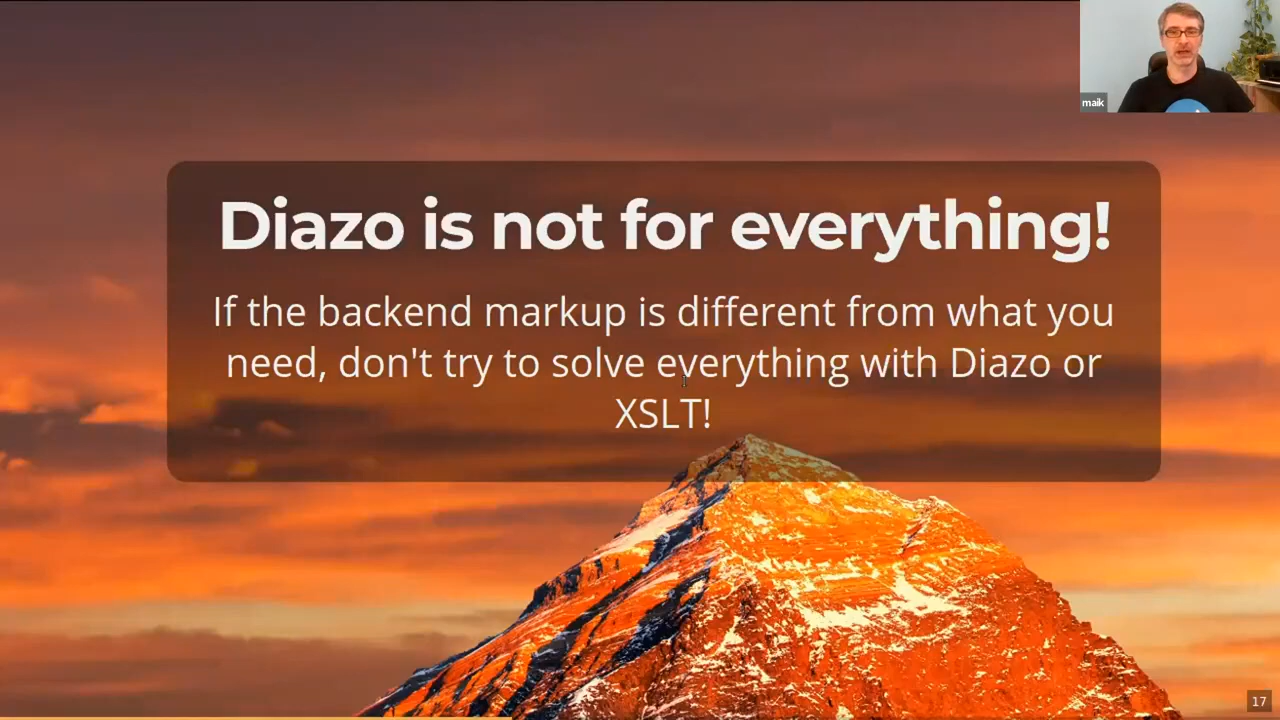 maik
Diazo is not for everything!
If the backend markup is different from what you
need, don't try to solve everything with Diazo or
XSLT!
17